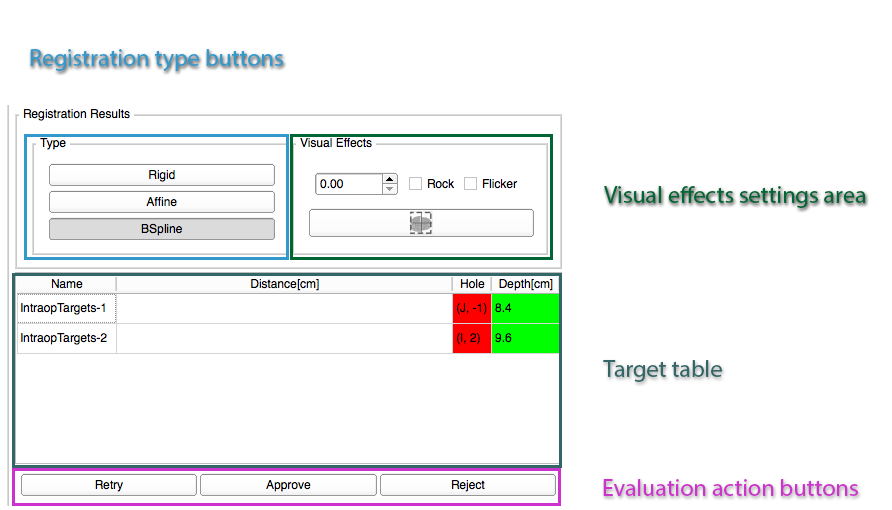 Registration type buttons
Registration Results
Type
Visual Effects
Rigid
0.00
Rock
Flicker
Affine
Visual effects settings area
BSpline
Name Distance[cm] Hole Depth[cm]
IntraopTargets-1 (J, -1) 8.4
IntraopTargets-2 (I, 2) 9.6
Target table
Retry Approve Reject
Evaluation action buttons